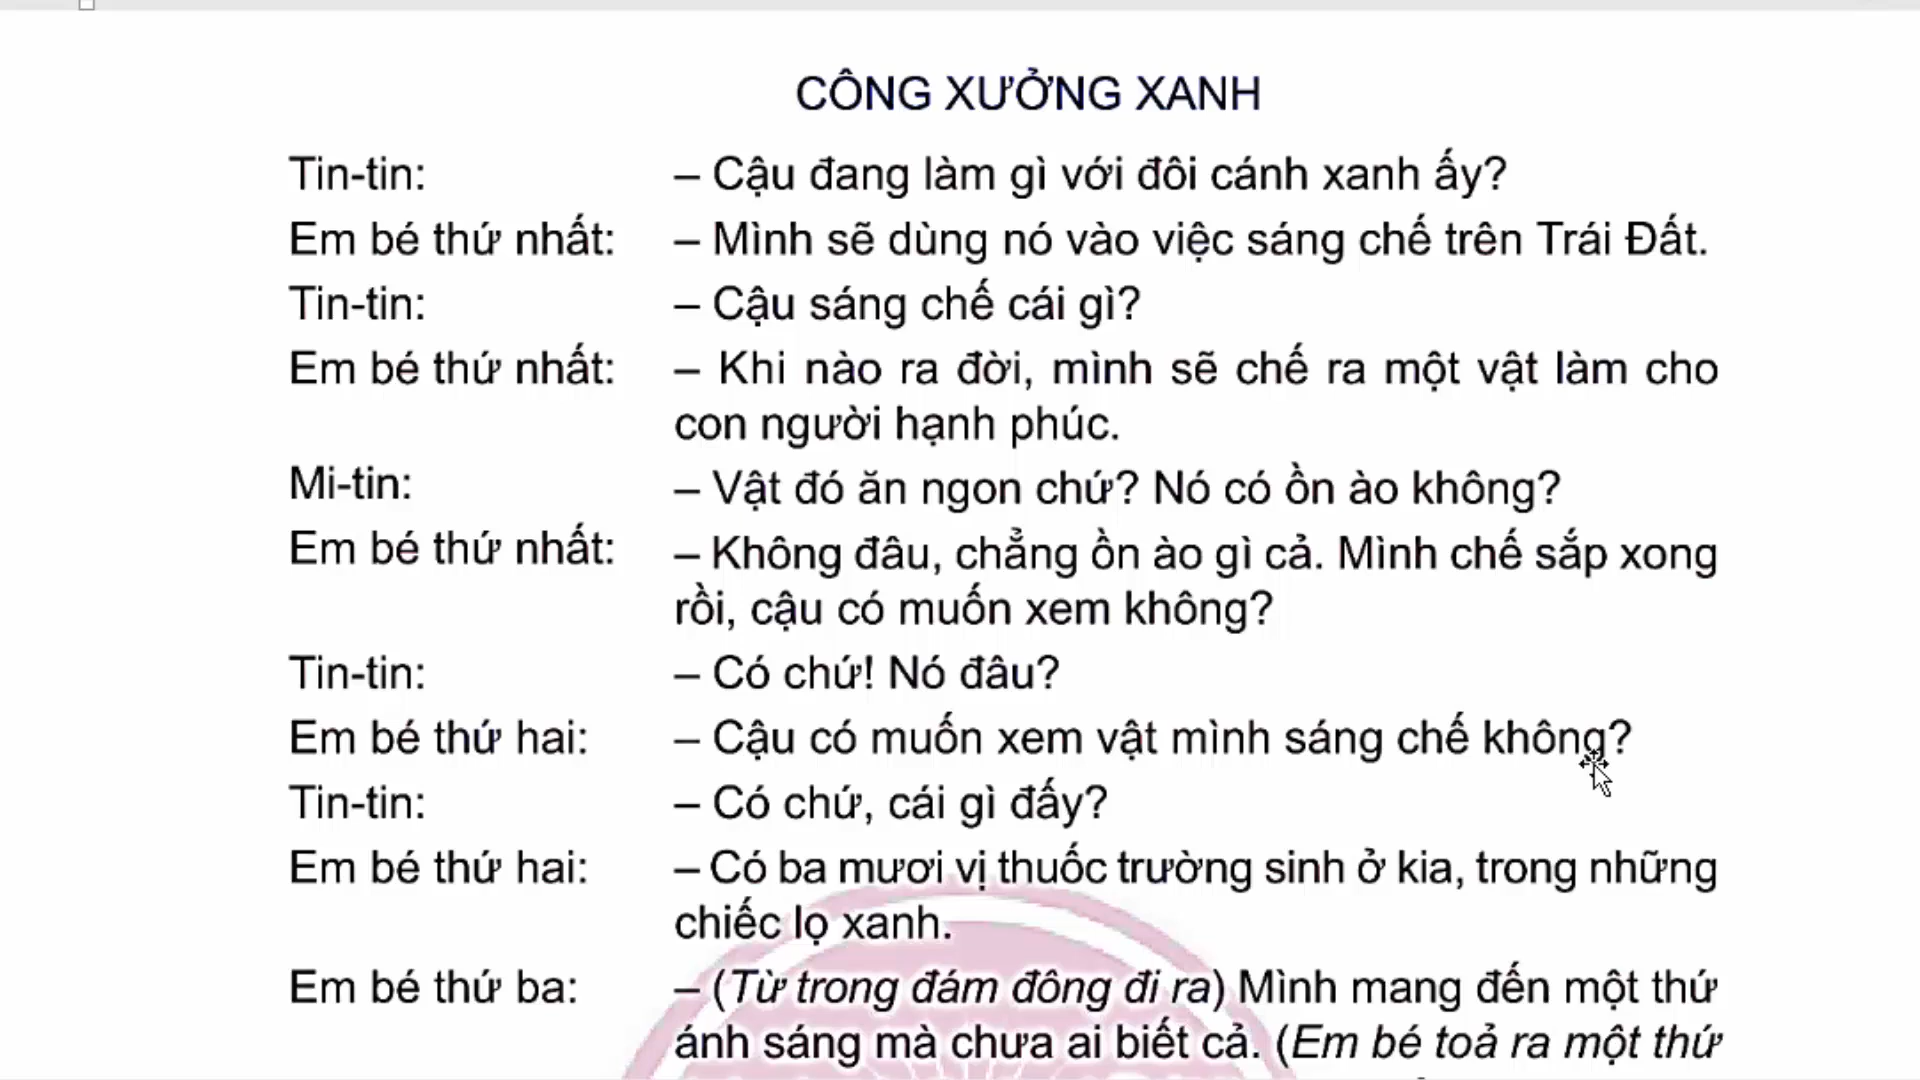 CÔNG XƯỞNG XANH
Tin-tin: – Cậu đang làm gì với đôi cánh xanh ấy?
Em bé thứ nhất: – Mình sẽ dùng nó vào việc sáng chế trên Trái Đất.
Tin-tin: – Cậu sáng chế cái gì?
Em bé thứ nhất: – Khi nào ra đời, mình sẽ chế ra một vật làm cho
con người hạnh phúc.
Mi-tin: – Vật đó ăn ngon chứ? Nó có ồn ào không?
Em bé thứ nhất: – Không đâu, chẳng ồn ào gì cả. Mình chế sắp xong
rồi, cậu có muốn xem không?
Tin-tin: – Có chứ! Nó đâu?
Em bé thứ hai: – Cậu có muốn xem vật mình sáng chế không?
Tin-tin: – Có chứ, cái gì đấy?
Em bé thứ hai: – Có ba mươi vị thuốc trường sinh ở kia, trong những
chiếc lọ xanh.
Em bé thứ ba: – (Từ trong đám đông đi ra) Mình mang đến một thứ
ánh sáng mà chưa ai biết cả. (Em bé toả ra một thứ